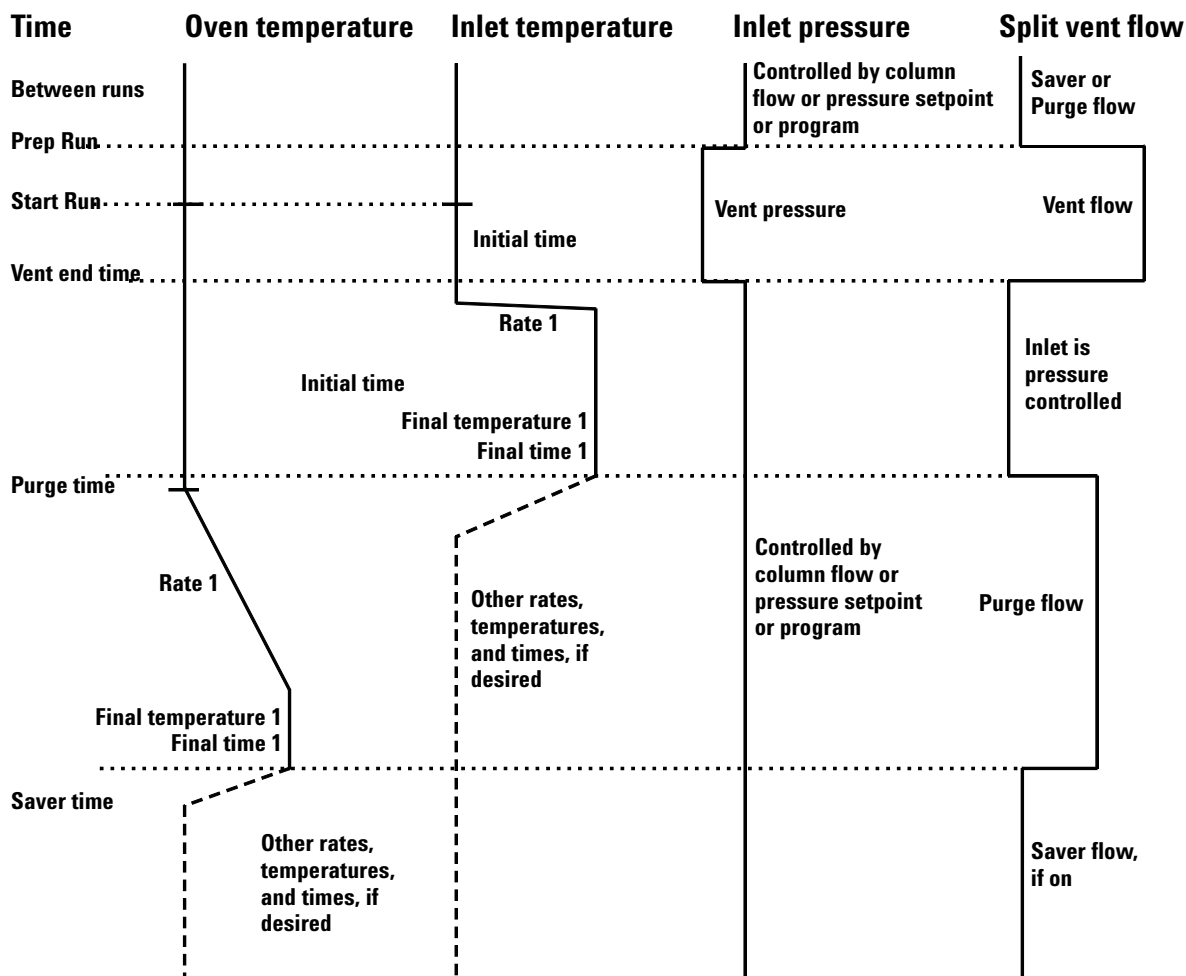 Time Oven temperature Inlet temperature Inlet pressure Split vent flow
Between runs
Controlled by column
flow or pressure setpoint
or program
Saver or
Purge flow
Prep Run
Start Run
Vent pressure
Vent flow
Initial time
Vent end time
Rate 1
Initial time
Final temperature 1
Final time 1
Inlet is
pressure
controlled
Purge time
Rate 1
Other rates,
temperatures,
and times, if
desired
Controlled by
column flow or
pressure setpoint
or program
Purge flow
Final temperature 1
Final time 1
Saver time
Other rates,
temperatures,
and times, if
desired
Saver flow,
if on